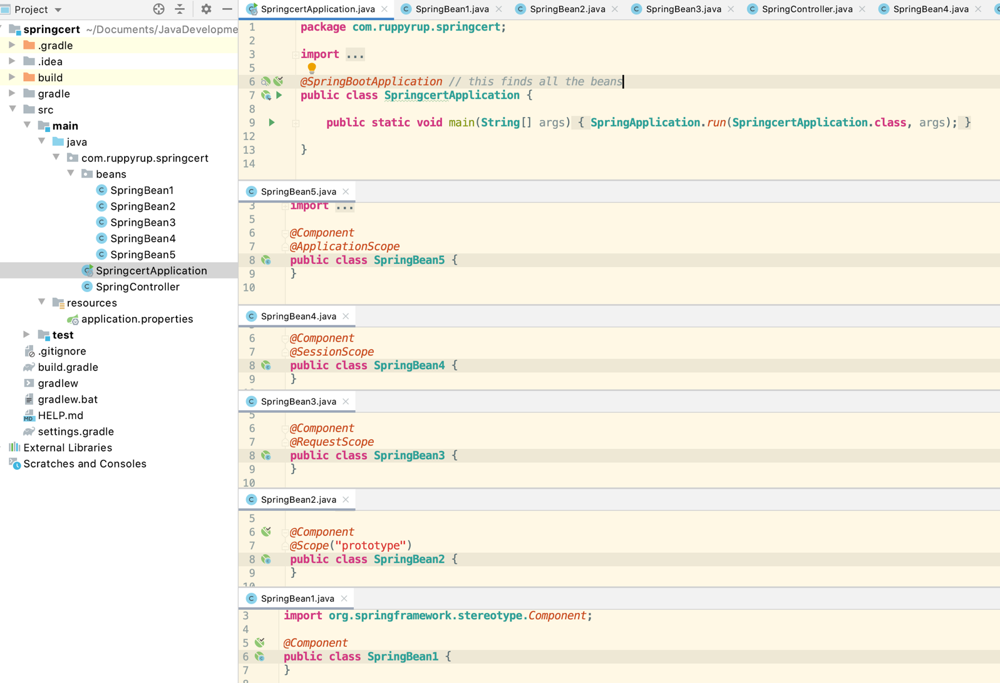 Project
springcert ~/Documents/JavaDevelopme
.gradle
.idea
build
gradle
src
main
java
com.ruppyrup.springcert
beans
SpringBean1
SpringBean2
SpringBean3
SpringBean4
SpringBean5
SpringcertApplication
SpringController
resources
application.properties
test
.gitignore
build.gradle
gradlew
gradlew.bat
HELP.md
settings.gradle
External Libraries
Scratches and Consoles
SpringcertApplication.java SpringBean1.java SpringBean2.java SpringBean3.java SpringController.java SpringBean4.java
1 package com.ruppyrup.springcert;
2
3 import ...
5
6 @SpringBootApplication // this finds all the beans
7 public class SpringcertApplication {
8
9 public static void main(String[] args) { SpringApplication.run(SpringcertApplication.class, args); }
12
13 }
14
SpringBean5.java
3 import ...
5
6 @Component
7 @ApplicationScope
8 public class SpringBean5 {
9 }
10
SpringBean4.java
6 @Component
7 @SessionScope
8 public class SpringBean4 {
9 }
SpringBean3.java
5
6 @Component
7 @RequestScope
8 public class SpringBean3 {
9 }
10
SpringBean2.java
5
6 @Component
7 @Scope("prototype")
8 public class SpringBean2 {
9 }
10
SpringBean1.java
3 import org.springframework.stereotype.Component;
4
5 @Component
6 public class SpringBean1 {
7 }
8